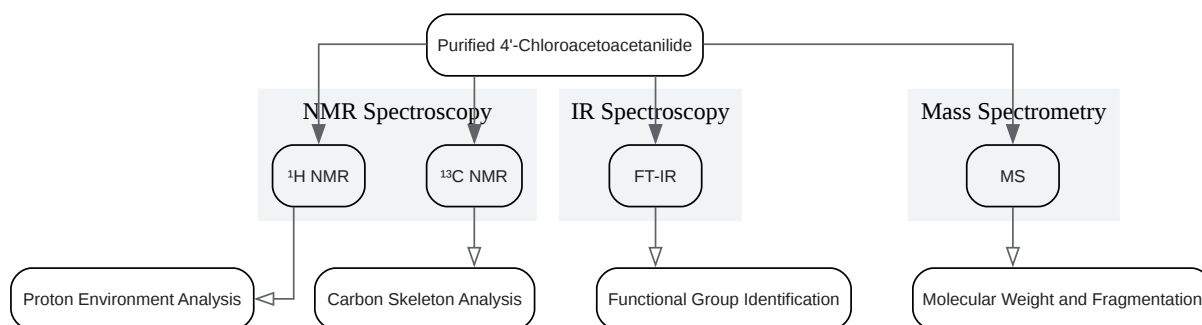 Purified 4'-Chloroacetoacetanilide
NMR Spectroscopy
IR Spectroscopy
Mass Spectrometry
¹H NMR
¹³C NMR
FT-IR
MS
Proton Environment Analysis
Carbon Skeleton Analysis
Functional Group Identification
Molecular Weight and Fragmentation